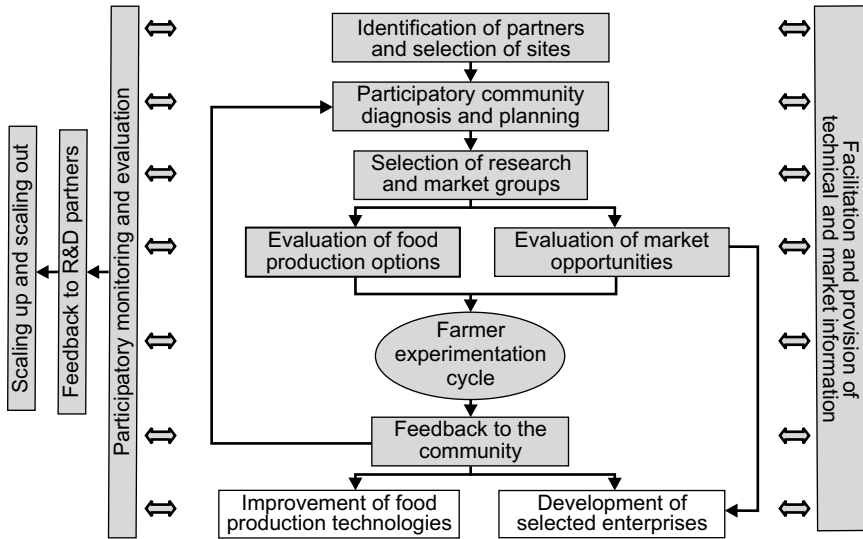 Scaling up and scaling out
Feedback to R&D partners
Participatory monitoring and evaluation
Identification of partners
and selection of sites
Participatory community
diagnosis and planning
Selection of research
and market groups
Evaluation of food
production options
Evaluation of market
opportunities
Farmer
experimentation
cycle
Feedback to the
community
Improvement of food
production technologies
Development of
selected enterprises
Facilitation and provision of
technical and market information